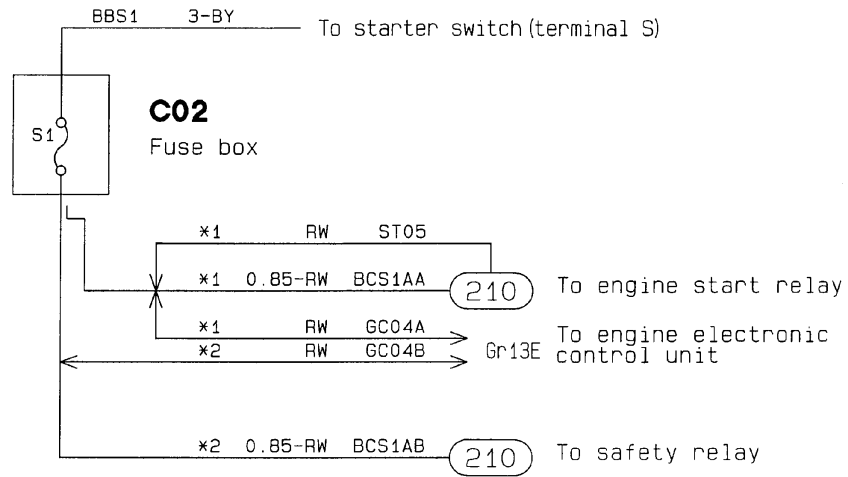 BBS1 3-BY To starter switch (terminal S)
C02
S1
Fuse box
*1 RW ST05
*1 0.85-RW BCS1AA 210 To engine start relay
*1 RW GC04A To engine electronic
*2 RW GC04B Gr13E control unit
*2 0.85-RW BCS1AB 210 To safety relay